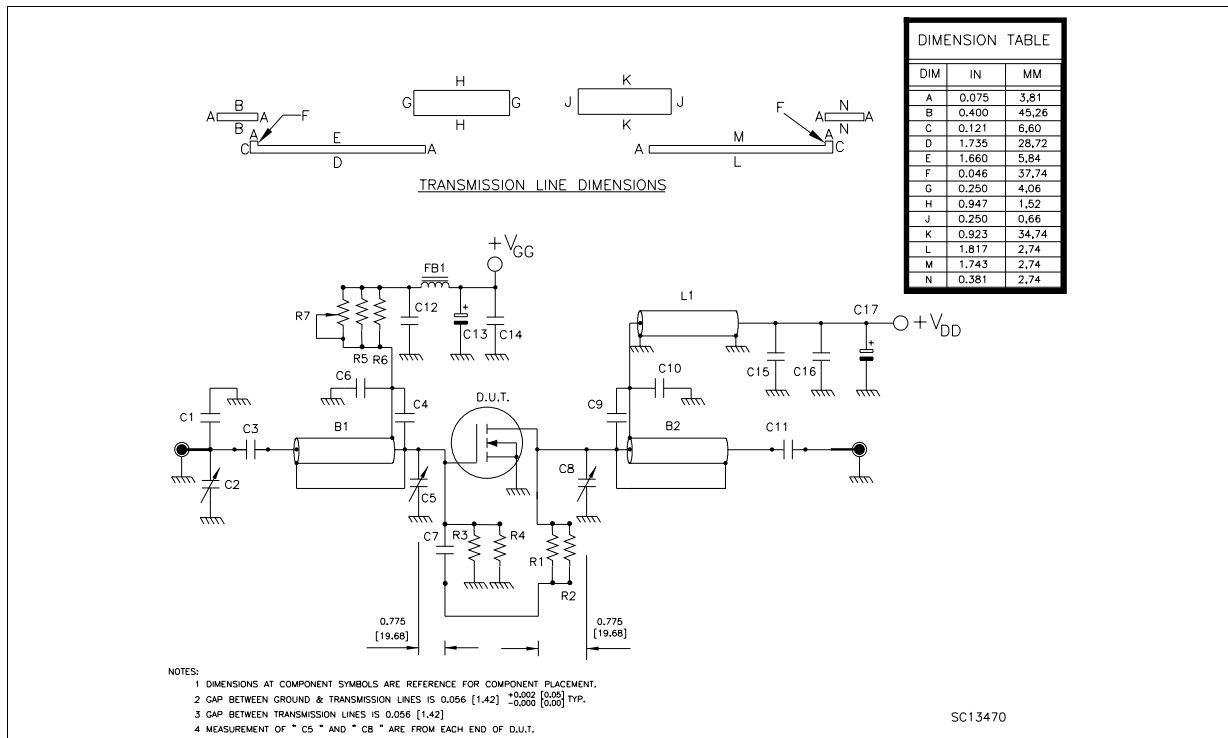 DIMENSION TABLE
DIM IN MM
A 0.075 3,81
B 0.400 45,26
C 0.121 6,60
D 1.735 28,72
E 1.660 5,84
F 0.046 37,74
G 0.250 4,06
H 0.947 1,52
J 0.250 0,66
K 0.923 34,74
L 1.817 2,74
M 1.743 2,74
N 0.381 2,74
H
G G
H
K
J J
K
B
A A
B
F
A
E
C A
D
F
N
A A
N
A
M
A C
L
TRANSMISSION LINE DIMENSIONS
+VGG
FB1
R7
R5
R6
C12
C13
+
C14
L1
C17
+
+VDD
C15
C16
C6
C4
D.U.T.
C10
C9
C1
C3
B1
B2
C11
C2
C5
C8
C7
R3
R4
R1
R2
0.775
[19.68]
0.775
[19.68]
NOTES:
1 DIMENSIONS AT COMPONENT SYMBOLS ARE REFERENCE FOR COMPONENT PLACEMENT.
2 GAP BETWEEN GROUND & TRANSMISSION LINES IS 0.056 [1.42] +0.002 [0.05] -0.000 [0.00] TYP.
3 GAP BETWEEN TRANSMISSION LINES IS 0.056 [1.42]
4 MEASUREMENT OF " C5 " AND " C8 " ARE FROM EACH END OF D.U.T.
SC13470